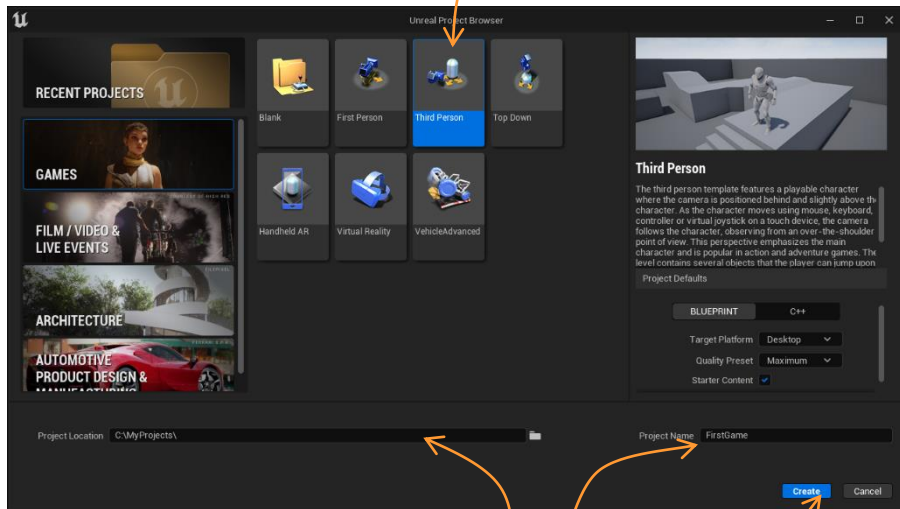 Unreal Project Browser
RECENT PROJECTS
GAMES
FILM / VIDEO &
LIVE EVENTS
ARCHITECTURE
AUTOMOTIVE
PRODUCT DESIGN &
MANUFACTURING
Blank
First Person
Third Person
Top Down
Handheld AR
Virtual Reality
VehicleAdvanced
Third Person
The third person template features a playable character
where the camera is positioned behind and slightly above the
character. As the character moves using mouse, keyboard,
controller or virtual joystick on a touch device, the camera
follows the character, observing from an over-the-shoulder
point of view. This perspective emphasizes the main
character and is popular in action and adventure games. The
level contains several objects that the player can jump upon
Project Defaults
BLUEPRINT
C++
Target Platform Desktop
Quality Preset Maximum
Starter Content
Project Location C:\MyProjects\
Project Name FirstGame
Create
Cancel